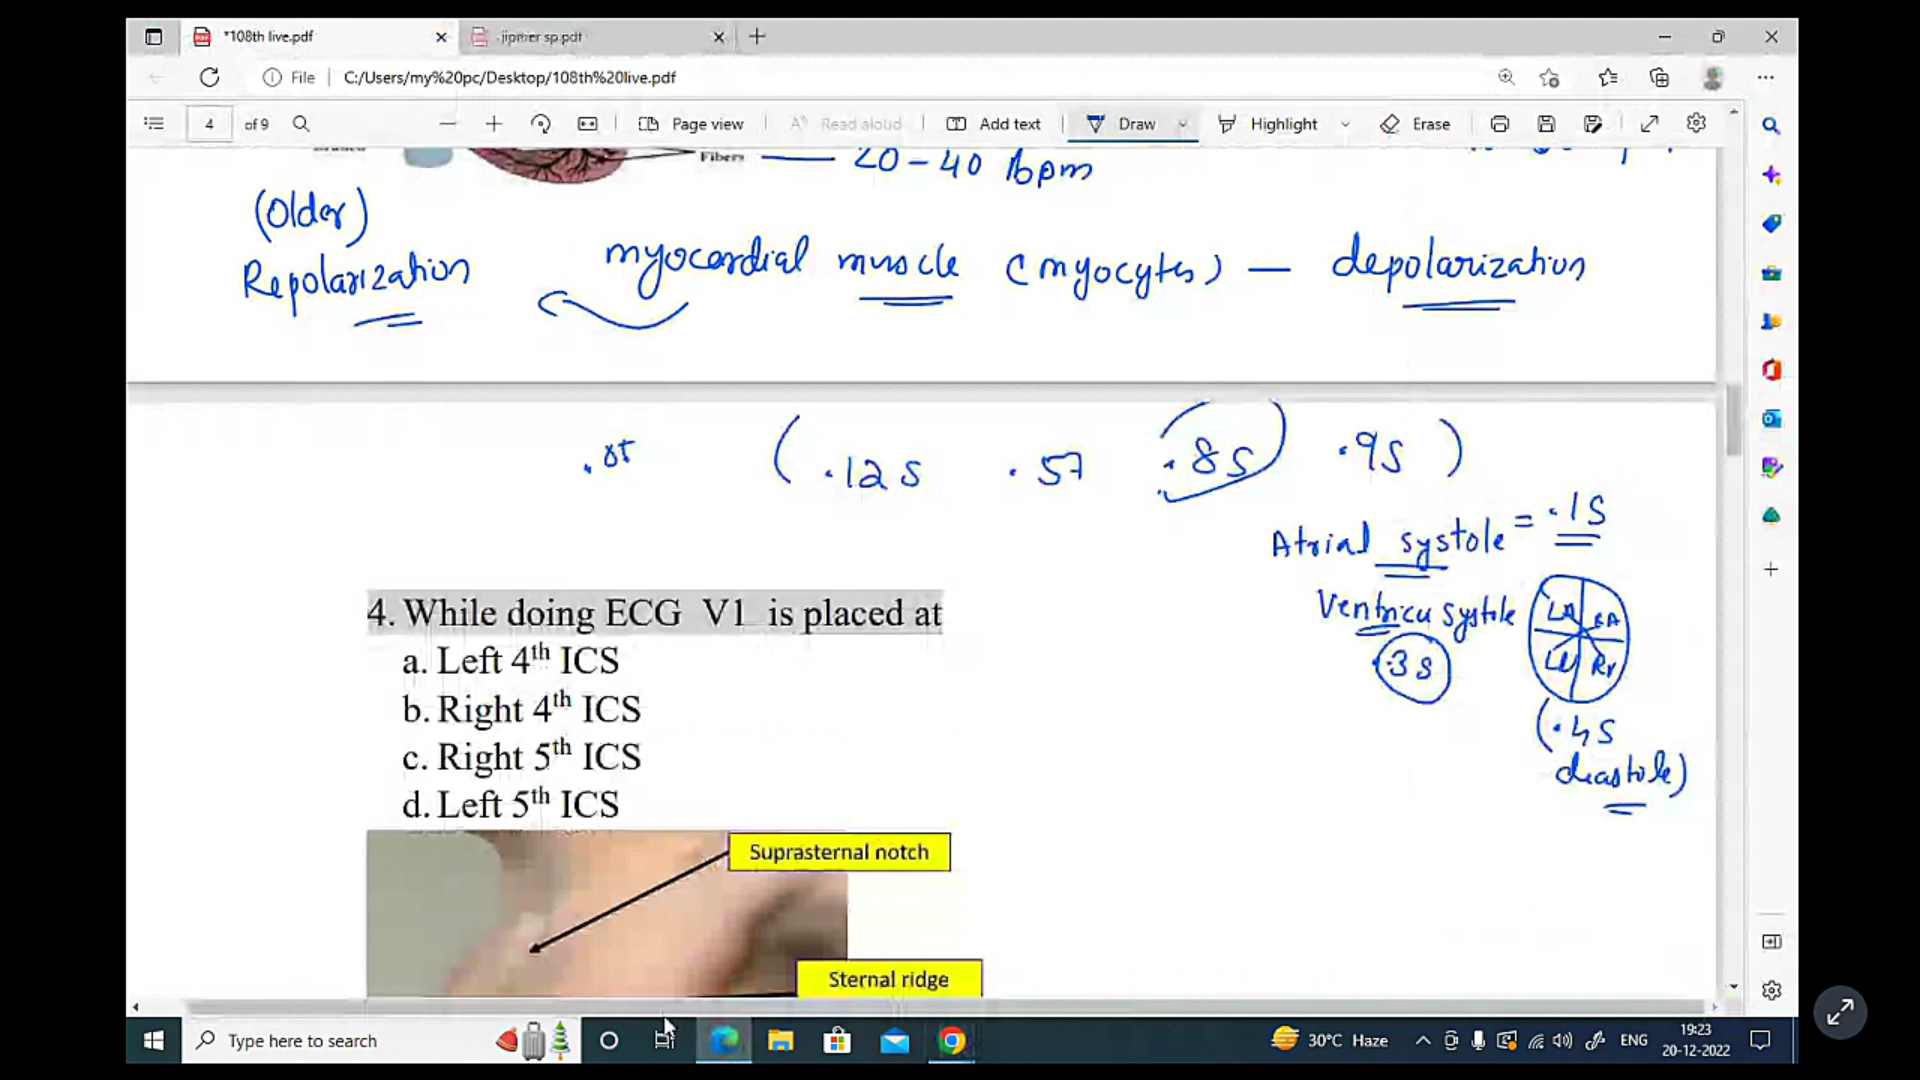 *108th live.pdf
jipmer sp.pdf
File
C:/Users/my%20pc/Desktop/108th%20live.pdf
4 of 9
Page view
Read aloud
Add text
Draw
Highlight
Erase
Fibers
20-40 bpm
(Older)
Repolarization
myocardial muscle (myocytes) — depolarization
(.12s .57 .8s .9s)
Atrial systole = .1s
Ventricu systole
.3s
LA RA
LV RV
(.4s
diastole)
4. While doing ECG V1 is placed at
a. Left 4th ICS
b. Right 4th ICS
c. Right 5th ICS
d. Left 5th ICS
Suprasternal notch
Sternal ridge
Type here to search
30°C Haze
ENG
19:23
20-12-2022